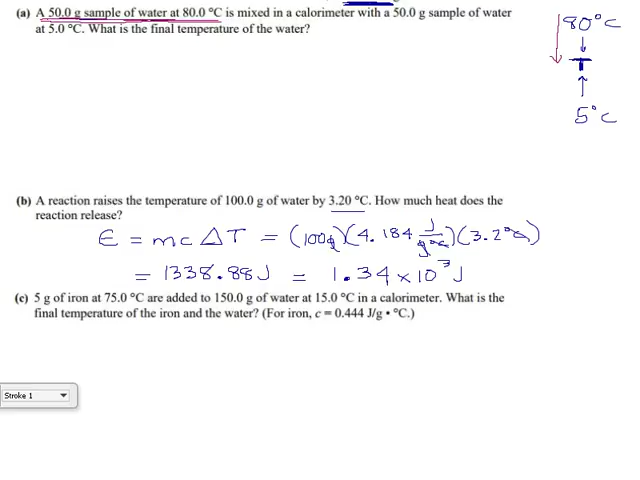 (a) A 50.0 g sample of water at 80.0 °C is mixed in a calorimeter with a 50.0 g sample of water
at 5.0 °C. What is the final temperature of the water?
80°C
T
5°C
(b) A reaction raises the temperature of 100.0 g of water by 3.20 °C. How much heat does the
reaction release?
E = mc ΔT = (100g)(4.184 J/g°C)(3.2°C)
= 1338.88J = 1.34 × 10³ J
(c) 5 g of iron at 75.0 °C are added to 150.0 g of water at 15.0 °C in a calorimeter. What is the
final temperature of the iron and the water? (For iron, c = 0.444 J/g • °C.)
Stroke 1